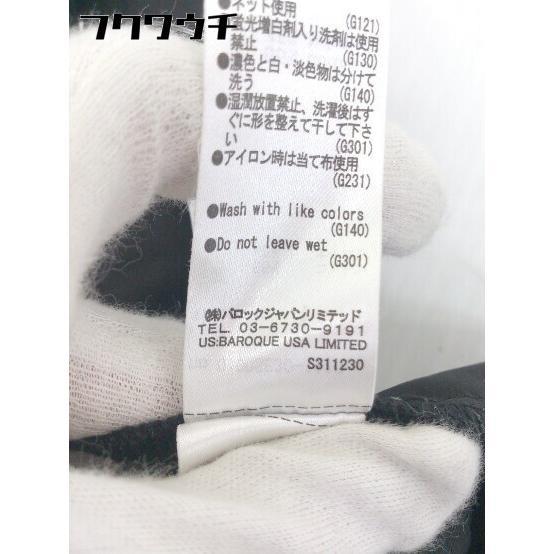 フクウウチ
●ネット使用
(G121)
蛍光増白剤入り洗剤は使用
禁止
(G130)
●濃色と白・淡色物は分けて
洗う
(G140)
●湿潤放置禁止、洗濯後はす
ぐに形を整えて干して下さ
い
(G301)
●アイロン時は当て布使用
(G231)
●Wash with like colors
(G140)
●Do not leave wet
(G301)
㈱バロックジャパンリミテッド
TEL. 03-6730-9191
US:BAROQUE USA LIMITED
S311230